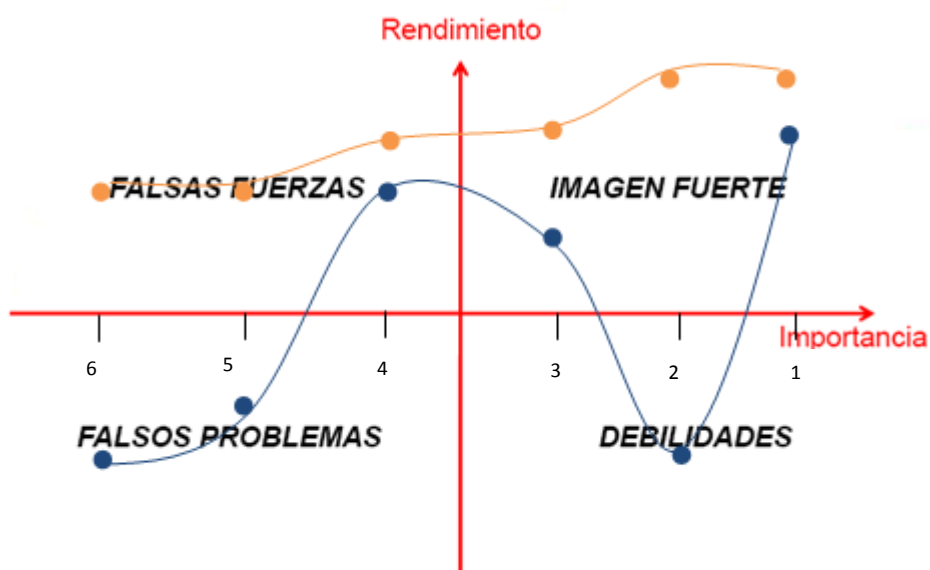 Rendimiento
FALSAS FUERZAS
IMAGEN FUERTE
Importancia
6
5
4
3
2
1
FALSOS PROBLEMAS
DEBILIDADES